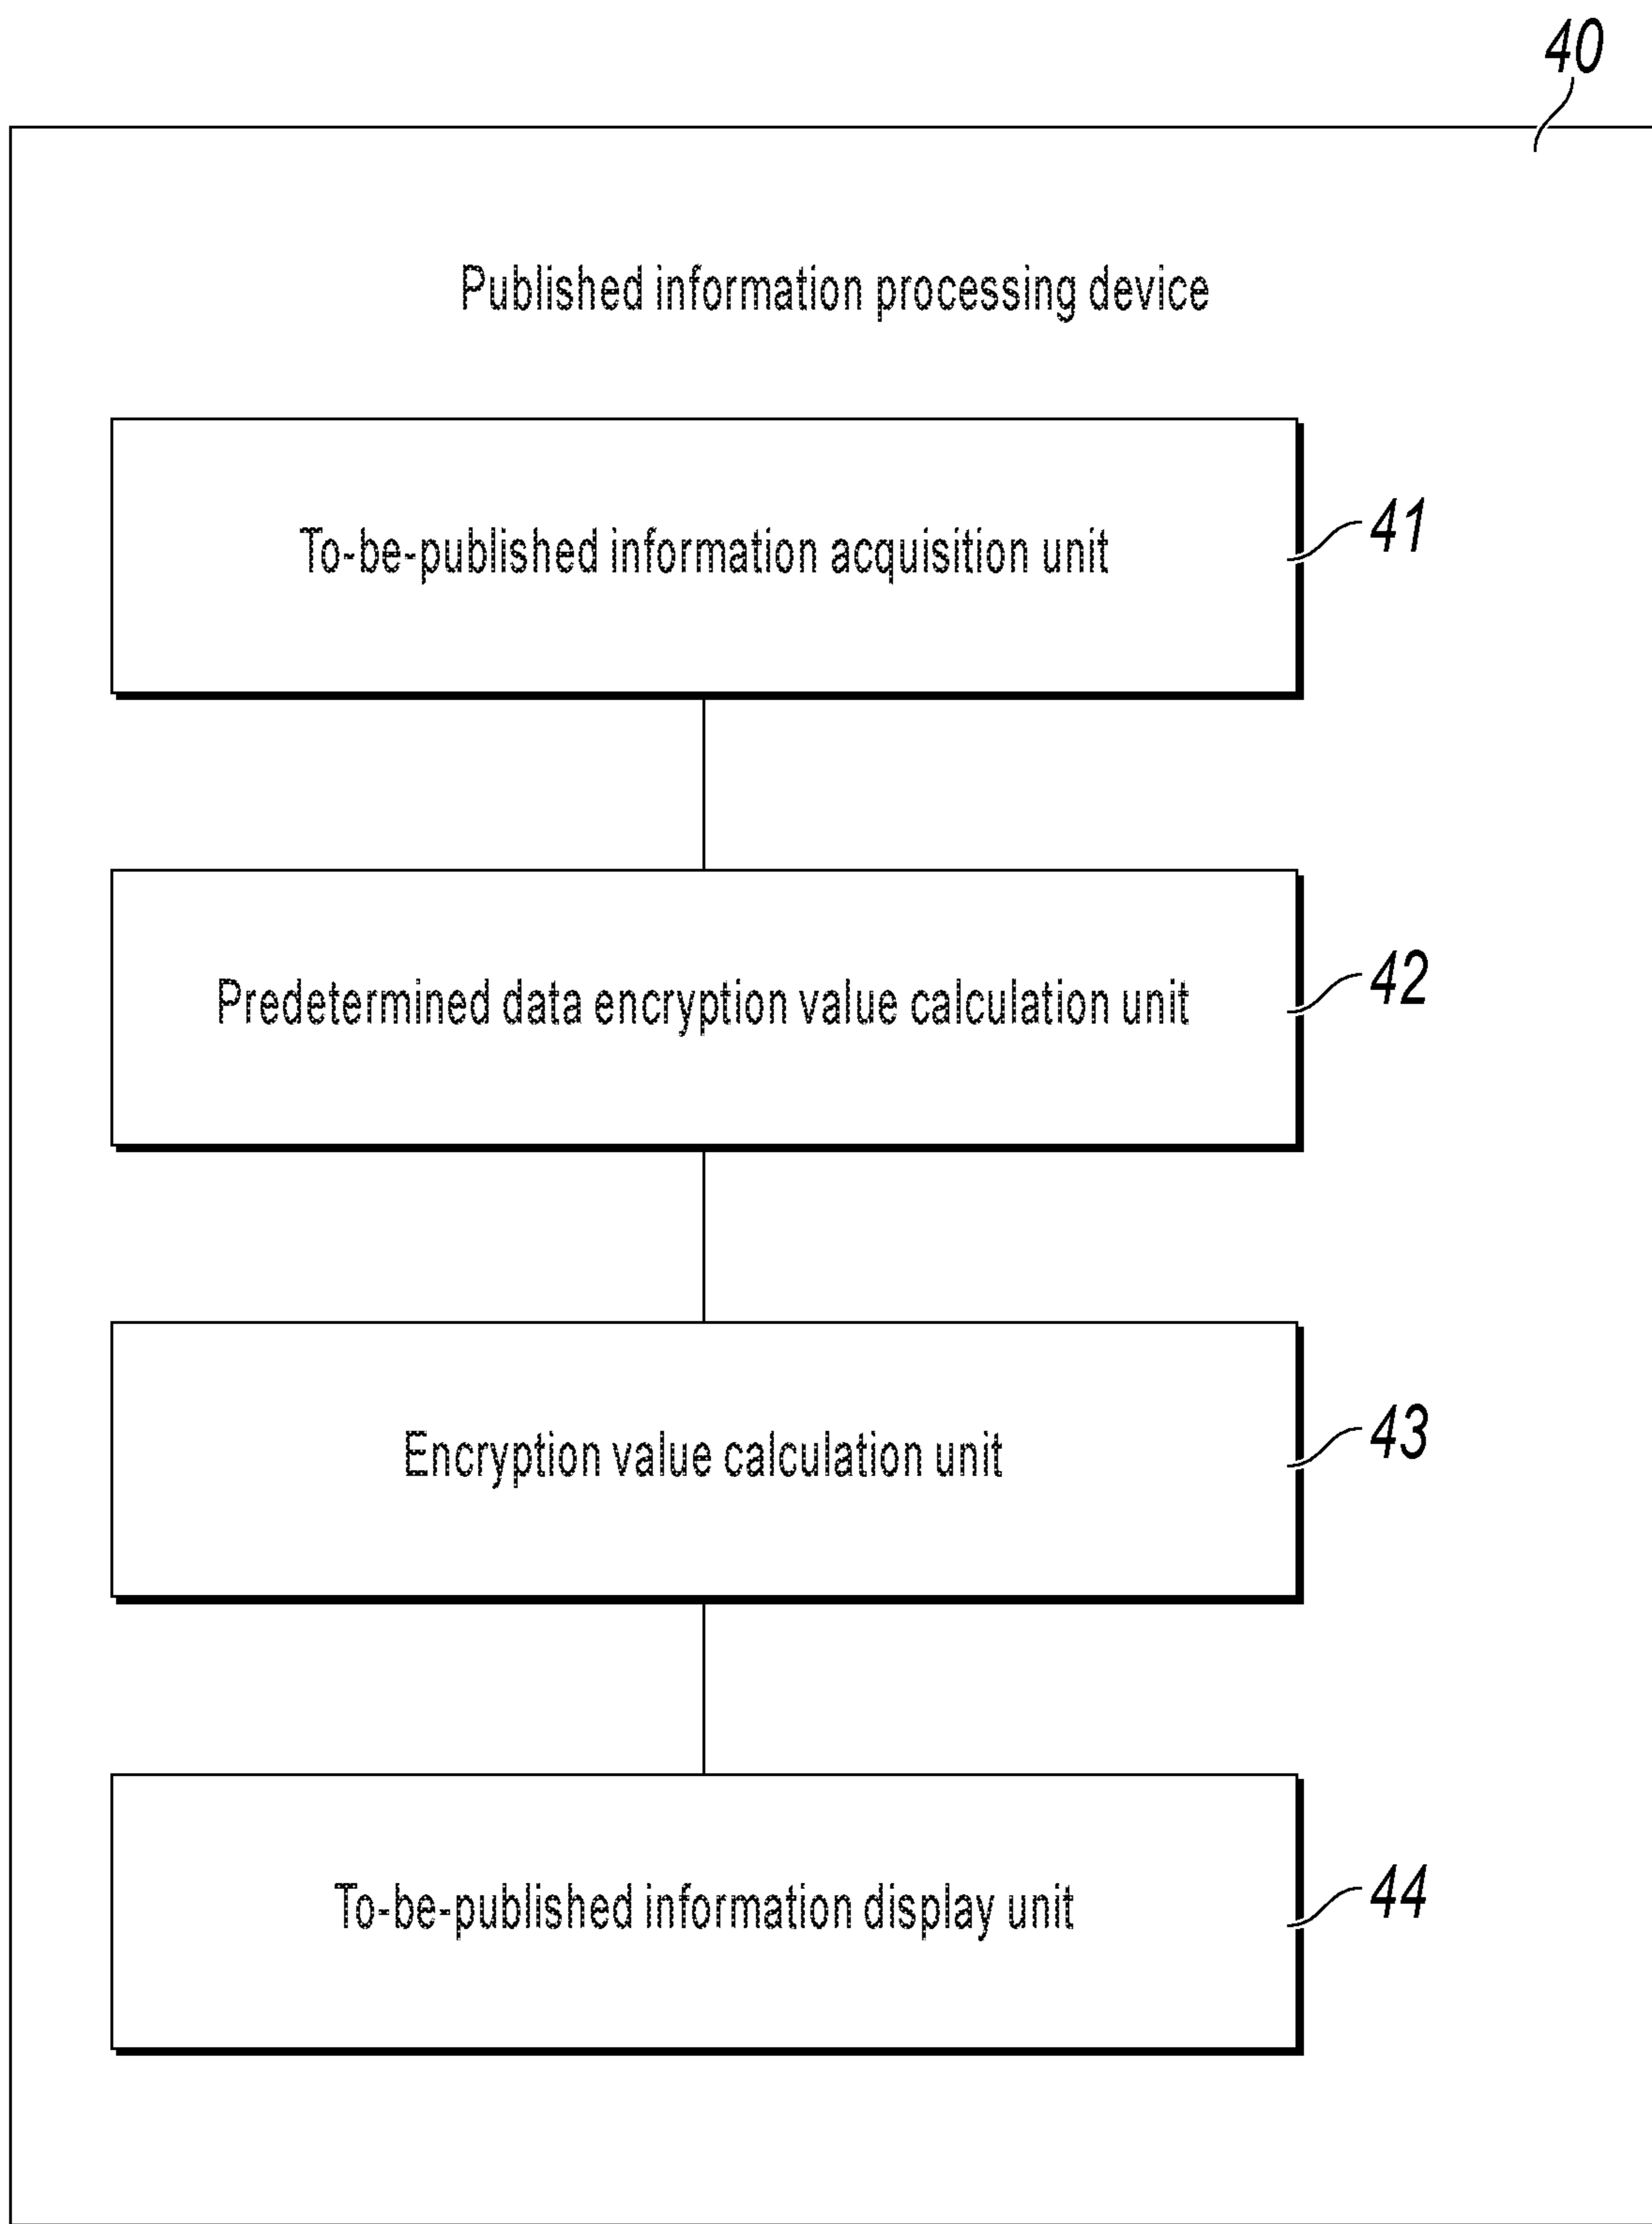 40
Published information processing device
To-be-published information acquisition unit
41
Predetermined data encryption value calculation unit
42
Encryption value calculation unit
43
To-be-published information display unit
44